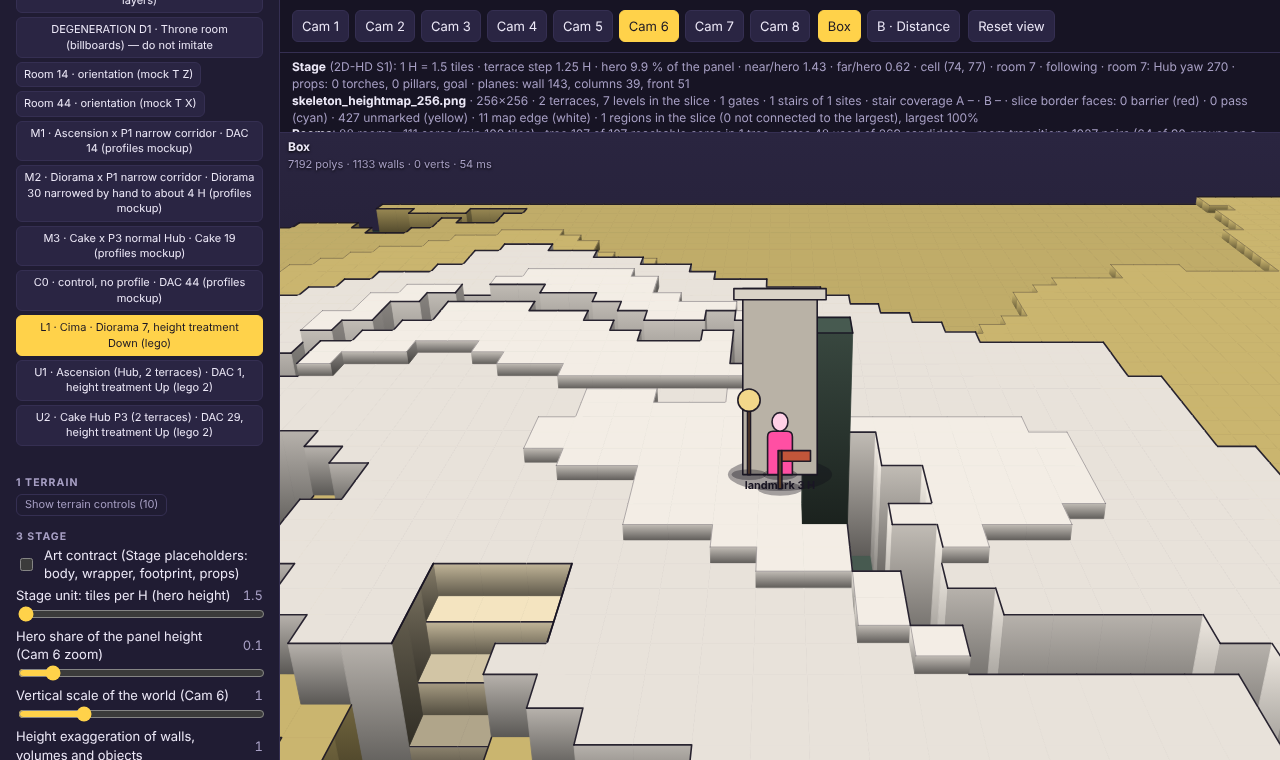 layers)
DEGENERATION D1 · Throne room
(billboards) — do not imitate
Room 14 · orientation (mock T Z)
Room 44 · orientation (mock T X)
M1 · Ascension x P1 narrow corridor · DAC
14 (profiles mockup)
M2 · Diorama x P1 narrow corridor · Diorama
30 narrowed by hand to about 4 H (profiles
mockup)
M3 · Cake x P3 normal Hub · Cake 19
(profiles mockup)
C0 · control, no profile · DAC 44 (profiles
mockup)
L1 · Cima · Diorama 7, height treatment
Down (lego)
U1 · Ascension (Hub, 2 terraces) · DAC 1,
height treatment Up (lego 2)
U2 · Cake Hub P3 (2 terraces) · DAC 29,
height treatment Up (lego 2)
1 TERRAIN
Show terrain controls (10)
3 STAGE
Art contract (Stage placeholders:
body, wrapper, footprint, props)
Stage unit: tiles per H (hero height) 1.5
Hero share of the panel height
(Cam 6 zoom) 0.1
Vertical scale of the world (Cam 6) 1
Height exaggeration of walls,
volumes and objects 1
Cam 1 Cam 2 Cam 3 Cam 4 Cam 5 Cam 6 Cam 7 Cam 8 Box B · Distance Reset view
Stage (2D-HD S1): 1 H = 1.5 tiles · terrace step 1.25 H · hero 9.9 % of the panel · near/hero 1.43 · far/hero 0.62 · cell (74, 77) · room 7 · following · room 7: Hub yaw 270 ·
props: 0 torches, 0 pillars, goal · planes: wall 143, columns 39, front 51
skeleton_heightmap_256.png · 256×256 · 2 terraces, 7 levels in the slice · 1 gates · 1 stairs of 1 sites · stair coverage A – · B – · slice border faces: 0 barrier (red) · 0 pass
(cyan) · 427 unmarked (yellow) · 11 map edge (white) · 1 regions in the slice (0 not connected to the largest), largest 100%
Box
7192 polys · 1133 walls · 0 verts · 54 ms
landmark